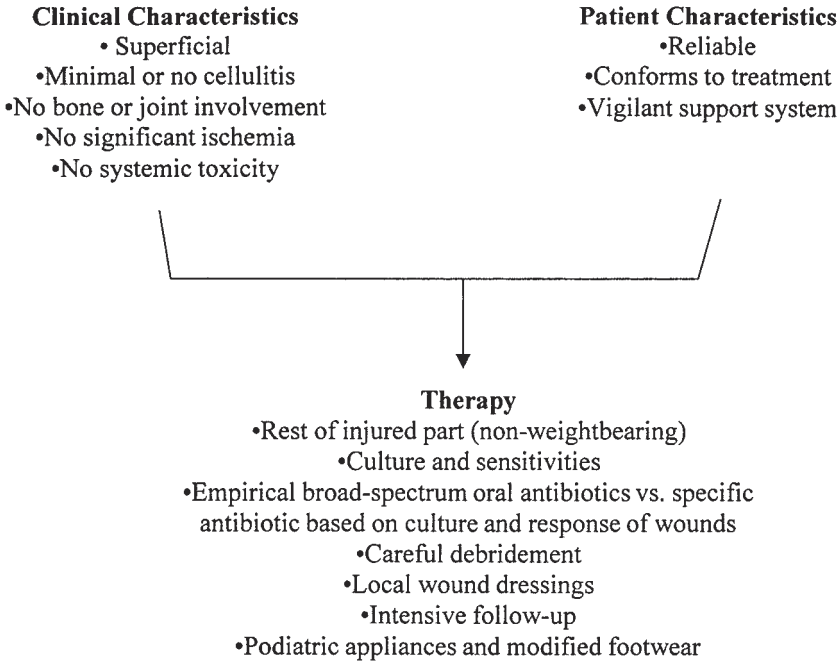 Clinical Characteristics
• Superficial
•Minimal or no cellulitis
•No bone or joint involvement
•No significant ischemia
•No systemic toxicity
Patient Characteristics
•Reliable
•Conforms to treatment
•Vigilant support system
Therapy
•Rest of injured part (non-weightbearing)
•Culture and sensitivities
•Empirical broad-spectrum oral antibiotics vs. specific
antibiotic based on culture and response of wounds
•Careful debridement
•Local wound dressings
•Intensive follow-up
•Podiatric appliances and modified footwear